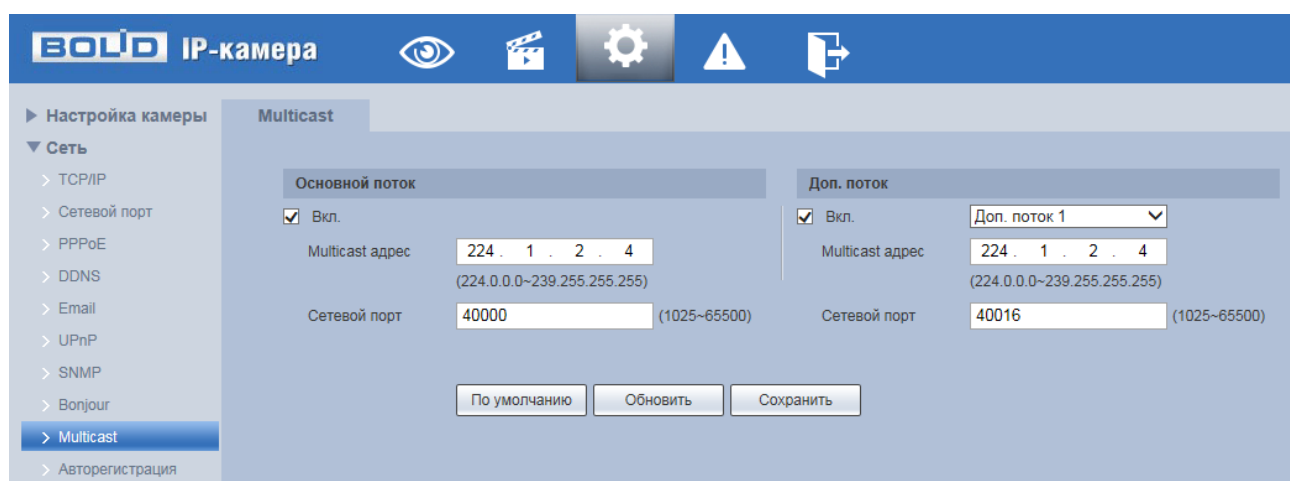 BOLID IP-камера
Настройка камеры
Multicast
Сеть
TCP/IP
Основной поток
Доп. поток
Сетевой порт
Вкл.
Вкл.
Доп. поток 1
PPPoE
Multicast адрес
224 . 1 . 2 . 4
Multicast адрес
224 . 1 . 2 . 4
DDNS
(224.0.0.0~239.255.255.255)
(224.0.0.0~239.255.255.255)
Email
Сетевой порт
40000
(1025~65500)
Сетевой порт
40016
(1025~65500)
UPnP
SNMP
Bonjour
По умолчанию
Обновить
Сохранить
Multicast
Авторегистрация